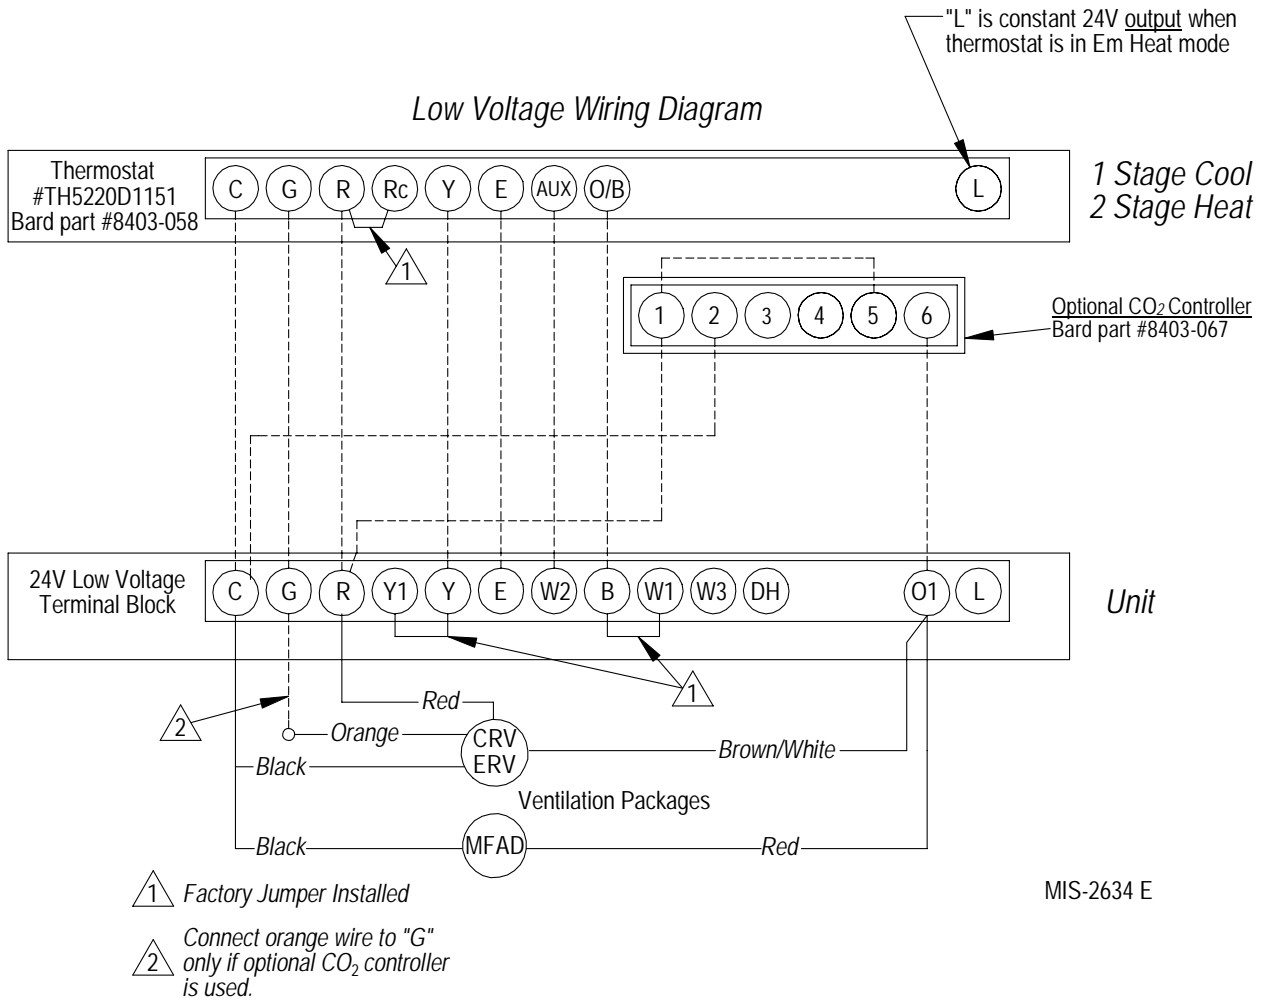 "L" is constant 24V output when
thermostat is in Em Heat mode
Low Voltage Wiring Diagram
Thermostat
#TH5220D1151
Bard part #8403-058
C G R Rc Y E AUX O/B L
1 Stage Cool
2 Stage Heat
1
1 2 3 4 5 6
Optional CO2 Controller
Bard part #8403-067
24V Low Voltage
Terminal Block
C G R Y1 Y E W2 B W1 W3 DH O1 L
Unit
1
2
Red
Orange
CRV
ERV
Brown/White
Black
Ventilation Packages
Black
MFAD
Red
1 Factory Jumper Installed
MIS-2634 E
2
Connect orange wire to "G"
only if optional CO2 controller
is used.